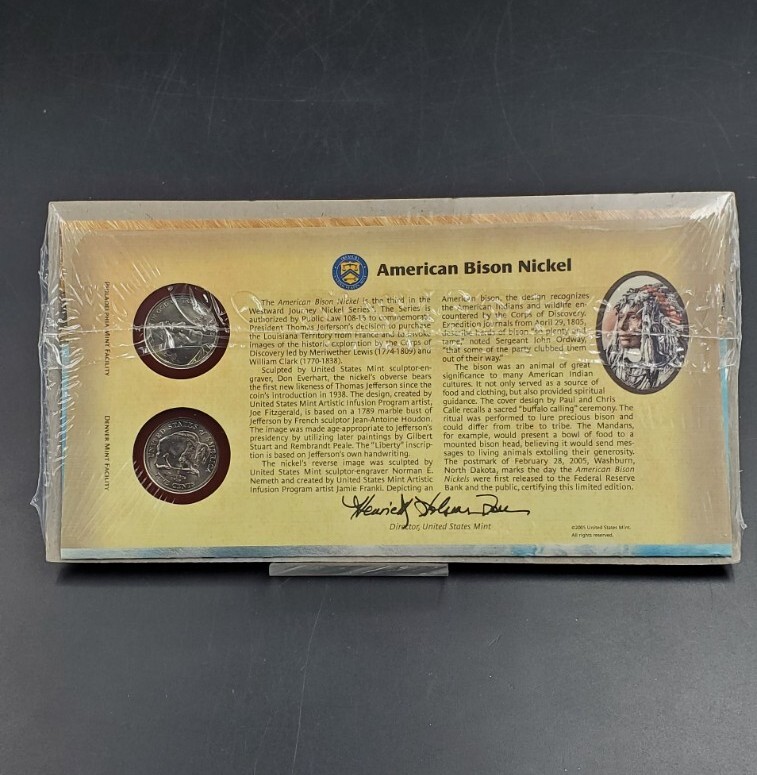 American Bison Nickel
PHILADELPHIA MINT FACILITY
DENVER MINT FACILITY
The American Bison Nickel is the third in the
Westward Journey Nickel Series™. The Series is
authorized by Public Law 108-15 to commemorate
President Thomas Jefferson's decision to purchase
the Louisiana Territory from France and to evoke
images of the historic exploration by the Corps of
Discovery led by Meriwether Lewis (1774-1809) and
William Clark (1770-1838).
Sculpted by United States Mint sculptor-en-
graver, Don Everhart, the nickel's obverse bears
the first new likeness of Thomas Jefferson since the
coin's introduction in 1938. The design, created by
United States Mint Artistic Infusion Program artist,
Joe Fitzgerald, is based on a 1789 marble bust of
Jefferson by French sculptor Jean-Antoine Houdon.
The image was made age-appropriate to Jefferson's
presidency by utilizing later paintings by Gilbert
Stuart and Rembrandt Peale. The "Liberty" inscrip-
tion is based on Jefferson's own handwriting.
The nickel's reverse image was sculpted by
United States Mint sculptor-engraver Norman E.
Nemeth and created by United States Mint Artistic
Infusion Program artist Jamie Franki. Depicting an
American bison, the design recognizes
the American Indians and wildlife en-
countered by the Corps of Discovery.
Expedition journals from April 29, 1805,
tame," noted Sergeant John Ordway,
"that some of the party clubbed them
out of their way."
The bison was an animal of great
significance to many American Indian
cultures. It not only served as a source of
food and clothing, but also provided spiritual
guidance. The cover design by Paul and Chris
Calle recalls a sacred "buffalo calling" ceremony. The
ritual was performed to lure precious bison and
could differ from tribe to tribe. The Mandans,
for example, would present a bowl of food to a
mounted bison head, believing it would send mes-
sages to living animals extolling their generosity.
The postmark of February 28, 2005, Washburn,
North Dakota, marks the day the American Bison
Nickels were first released to the Federal Reserve
Bank and the public, certifying this limited edition.
Director, United States Mint
©2005 United States Mint.
All rights reserved.